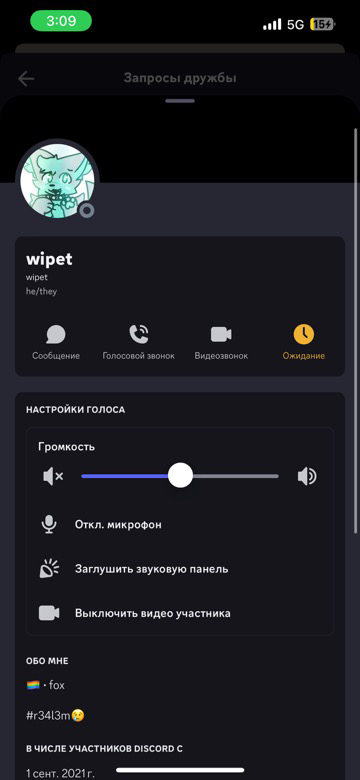 3:09
5G
15
Запросы дружбы
wipet
wipet
he/they
Сообщение
Голосовой звонок
Видеозвонок
Ожидание
НАСТРОЙКИ ГОЛОСА
Громкость
Откл. микрофон
Заглушить звуковую панель
Выключить видео участника
ОБО МНЕ
🏳️‍🌈 • fox
#r34l3m😢
В ЧИСЛЕ УЧАСТНИКОВ DISCORD С
1 сент. 2021 г.